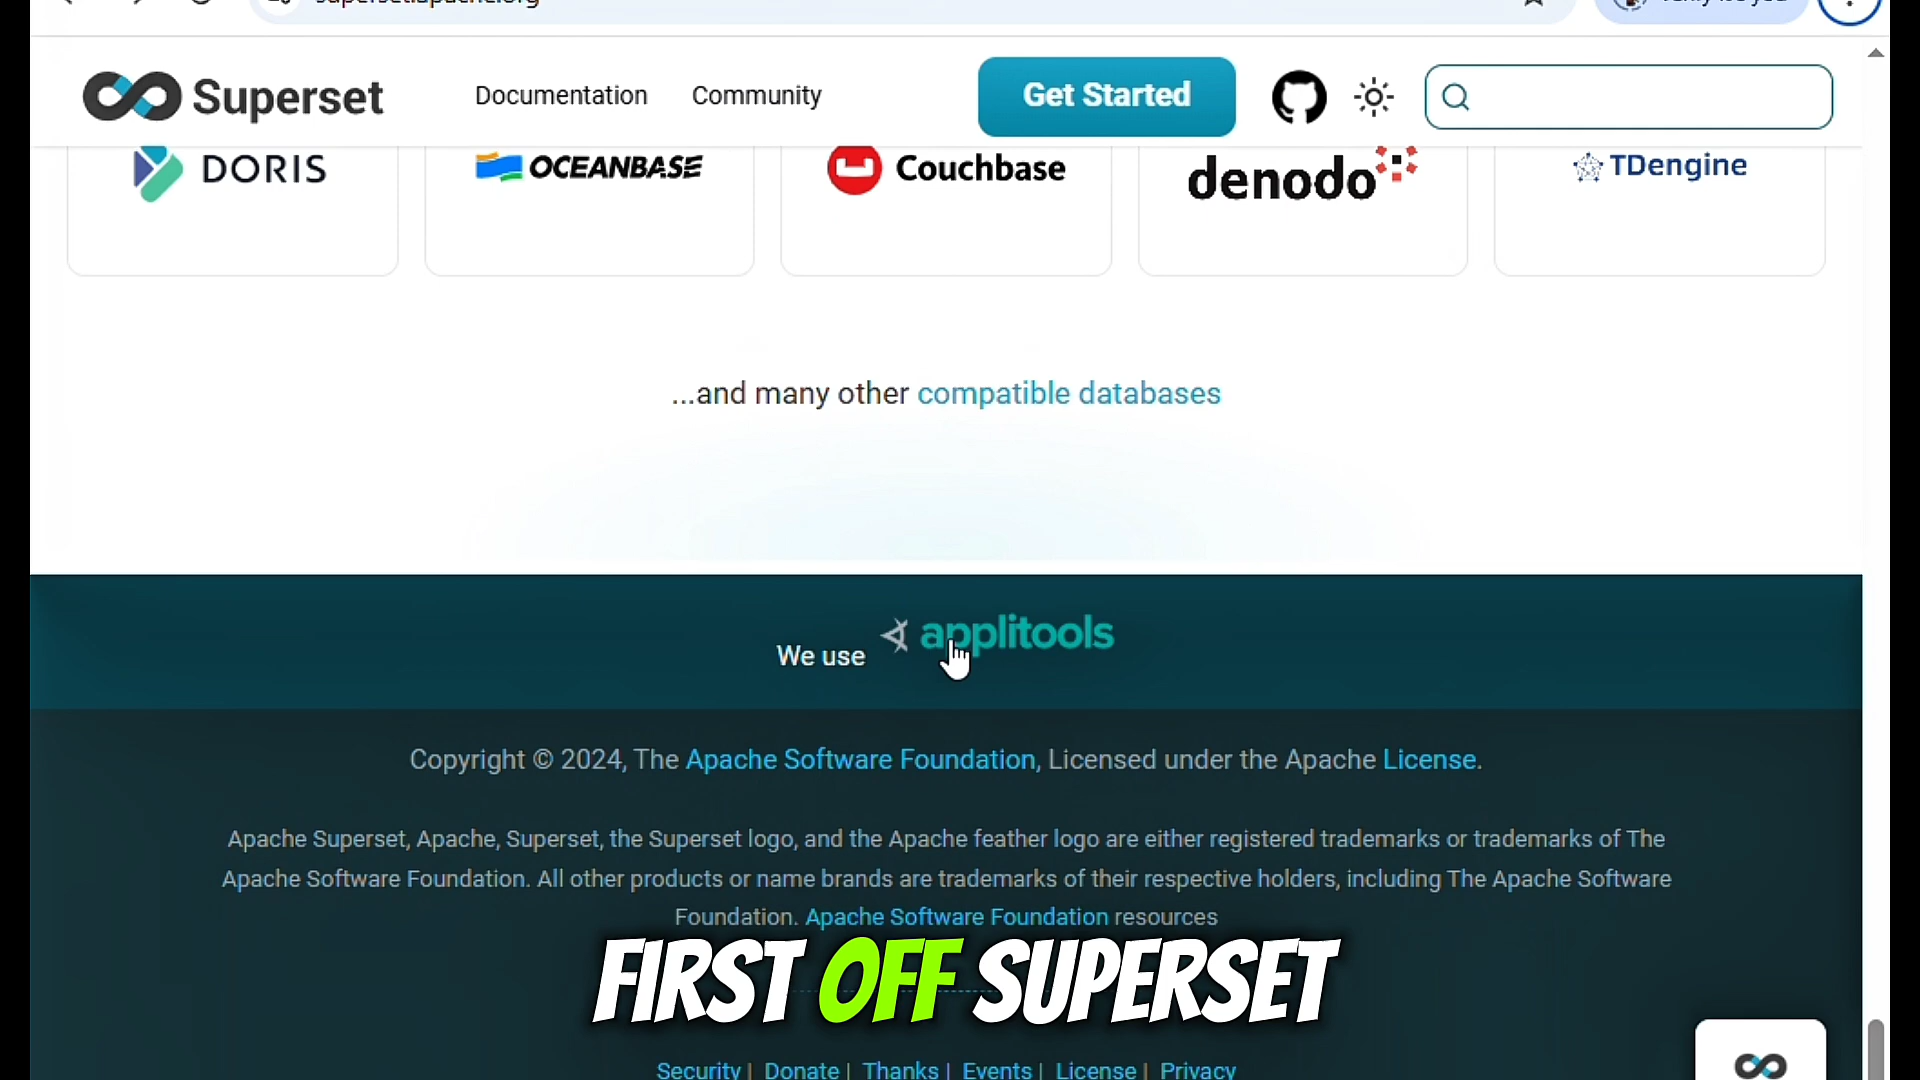 superset.apache.org
Superset
Documentation
Community
Get Started
DORIS
OCEANBASE
Couchbase
denodo
TDengine
...and many other compatible databases
We use applitools
Copyright © 2024, The Apache Software Foundation, Licensed under the Apache License.
Apache Superset, Apache, Superset, the Superset logo, and the Apache feather logo are either registered trademarks or trademarks of The
Apache Software Foundation. All other products or name brands are trademarks of their respective holders, including The Apache Software
Foundation. Apache Software Foundation resources
FIRST OFF SUPERSET
Security | Donate | Thanks | Events | License | Privacy